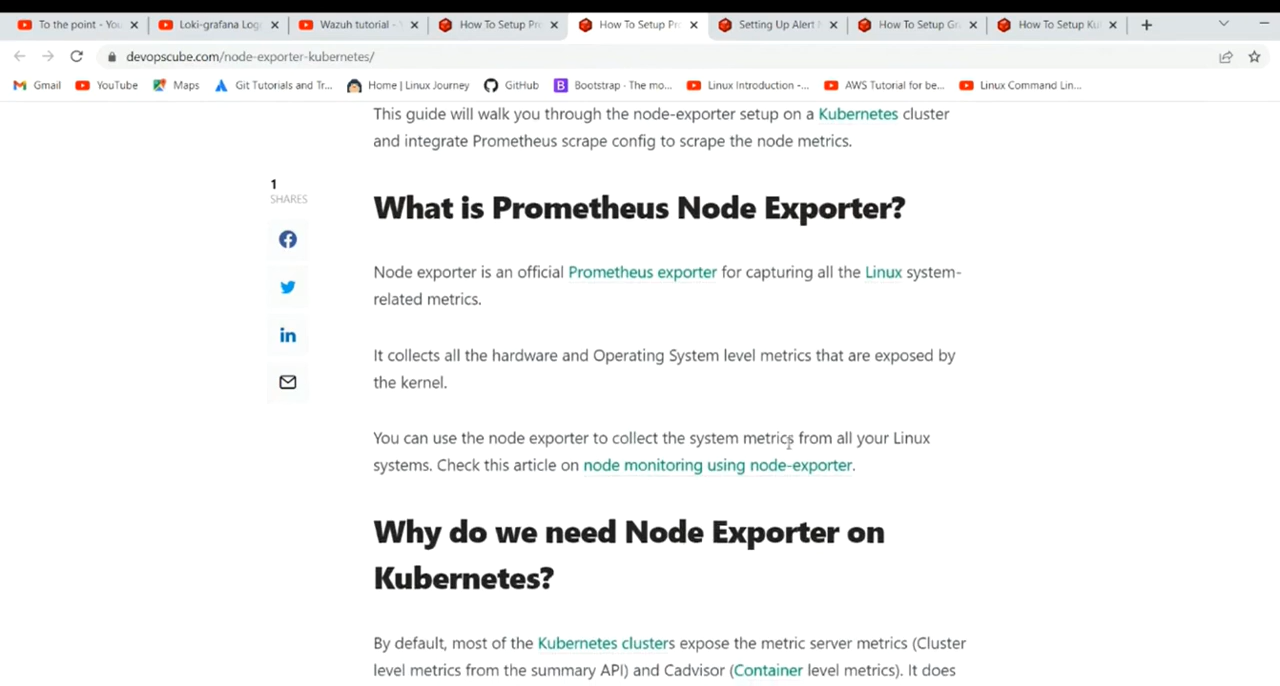 To the point - You
Loki-grafana Log
Wazuh tutorial -
How To Setup Pr
How To Setup Pr
Setting Up Alert
How To Setup Gr
How To Setup Ku
devopscube.com/node-exporter-kubernetes/
Gmail
YouTube
Maps
Git Tutorials and Tr...
Home | Linux Journey
GitHub
Bootstrap · The mo...
Linux Introduction -...
AWS Tutorial for be...
Linux Command Lin...
This guide will walk you through the node-exporter setup on a Kubernetes cluster
and integrate Prometheus scrape config to scrape the node metrics.
1
SHARES
What is Prometheus Node Exporter?
Node exporter is an official Prometheus exporter for capturing all the Linux system-
related metrics.
It collects all the hardware and Operating System level metrics that are exposed by
the kernel.
You can use the node exporter to collect the system metrics from all your Linux
systems. Check this article on node monitoring using node-exporter.
Why do we need Node Exporter on
Kubernetes?
By default, most of the Kubernetes clusters expose the metric server metrics (Cluster
level metrics from the summary API) and Cadvisor (Container level metrics). It does